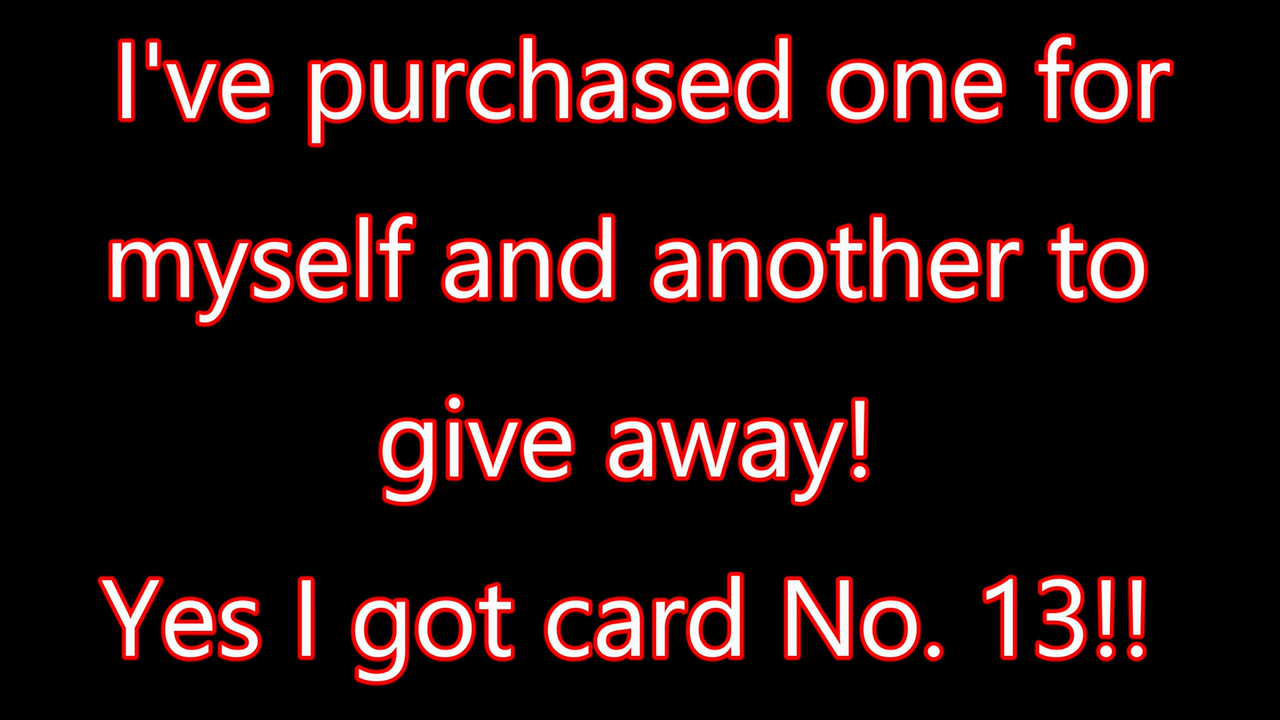 I've purchased one for
myself and another to
give away!
Yes I got card No. 13!!